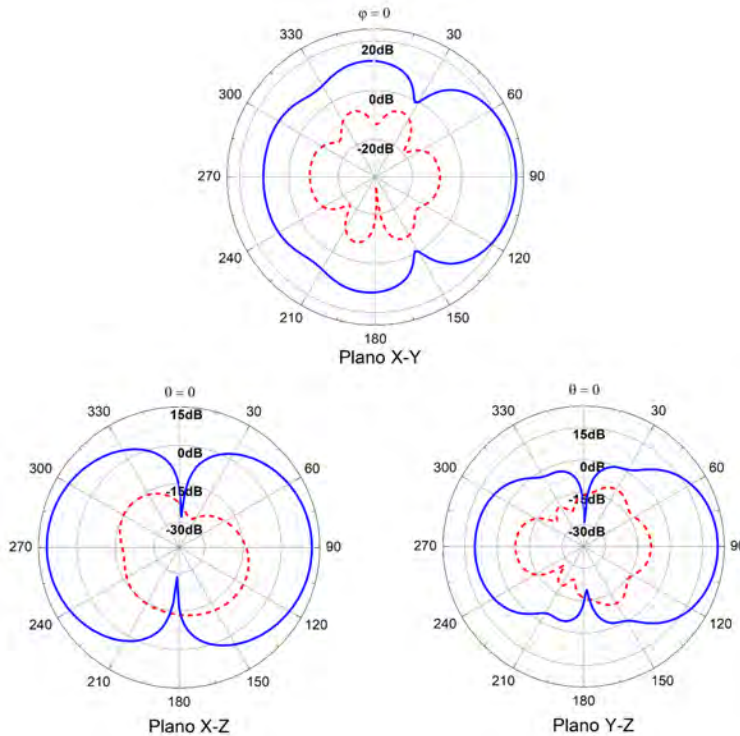 φ = 0
330
30
20dB
300
60
0dB
-20dB
270
90
240
120
210
150
180
Plano X-Y
θ = 0
330
30
15dB
0dB
300
60
-15dB
-30dB
270
90
240
120
210
150
180
Plano X-Z
θ = 0
330
30
15dB
300
0dB
60
-15dB
-30dB
270
90
240
120
210
150
180
Plano Y-Z